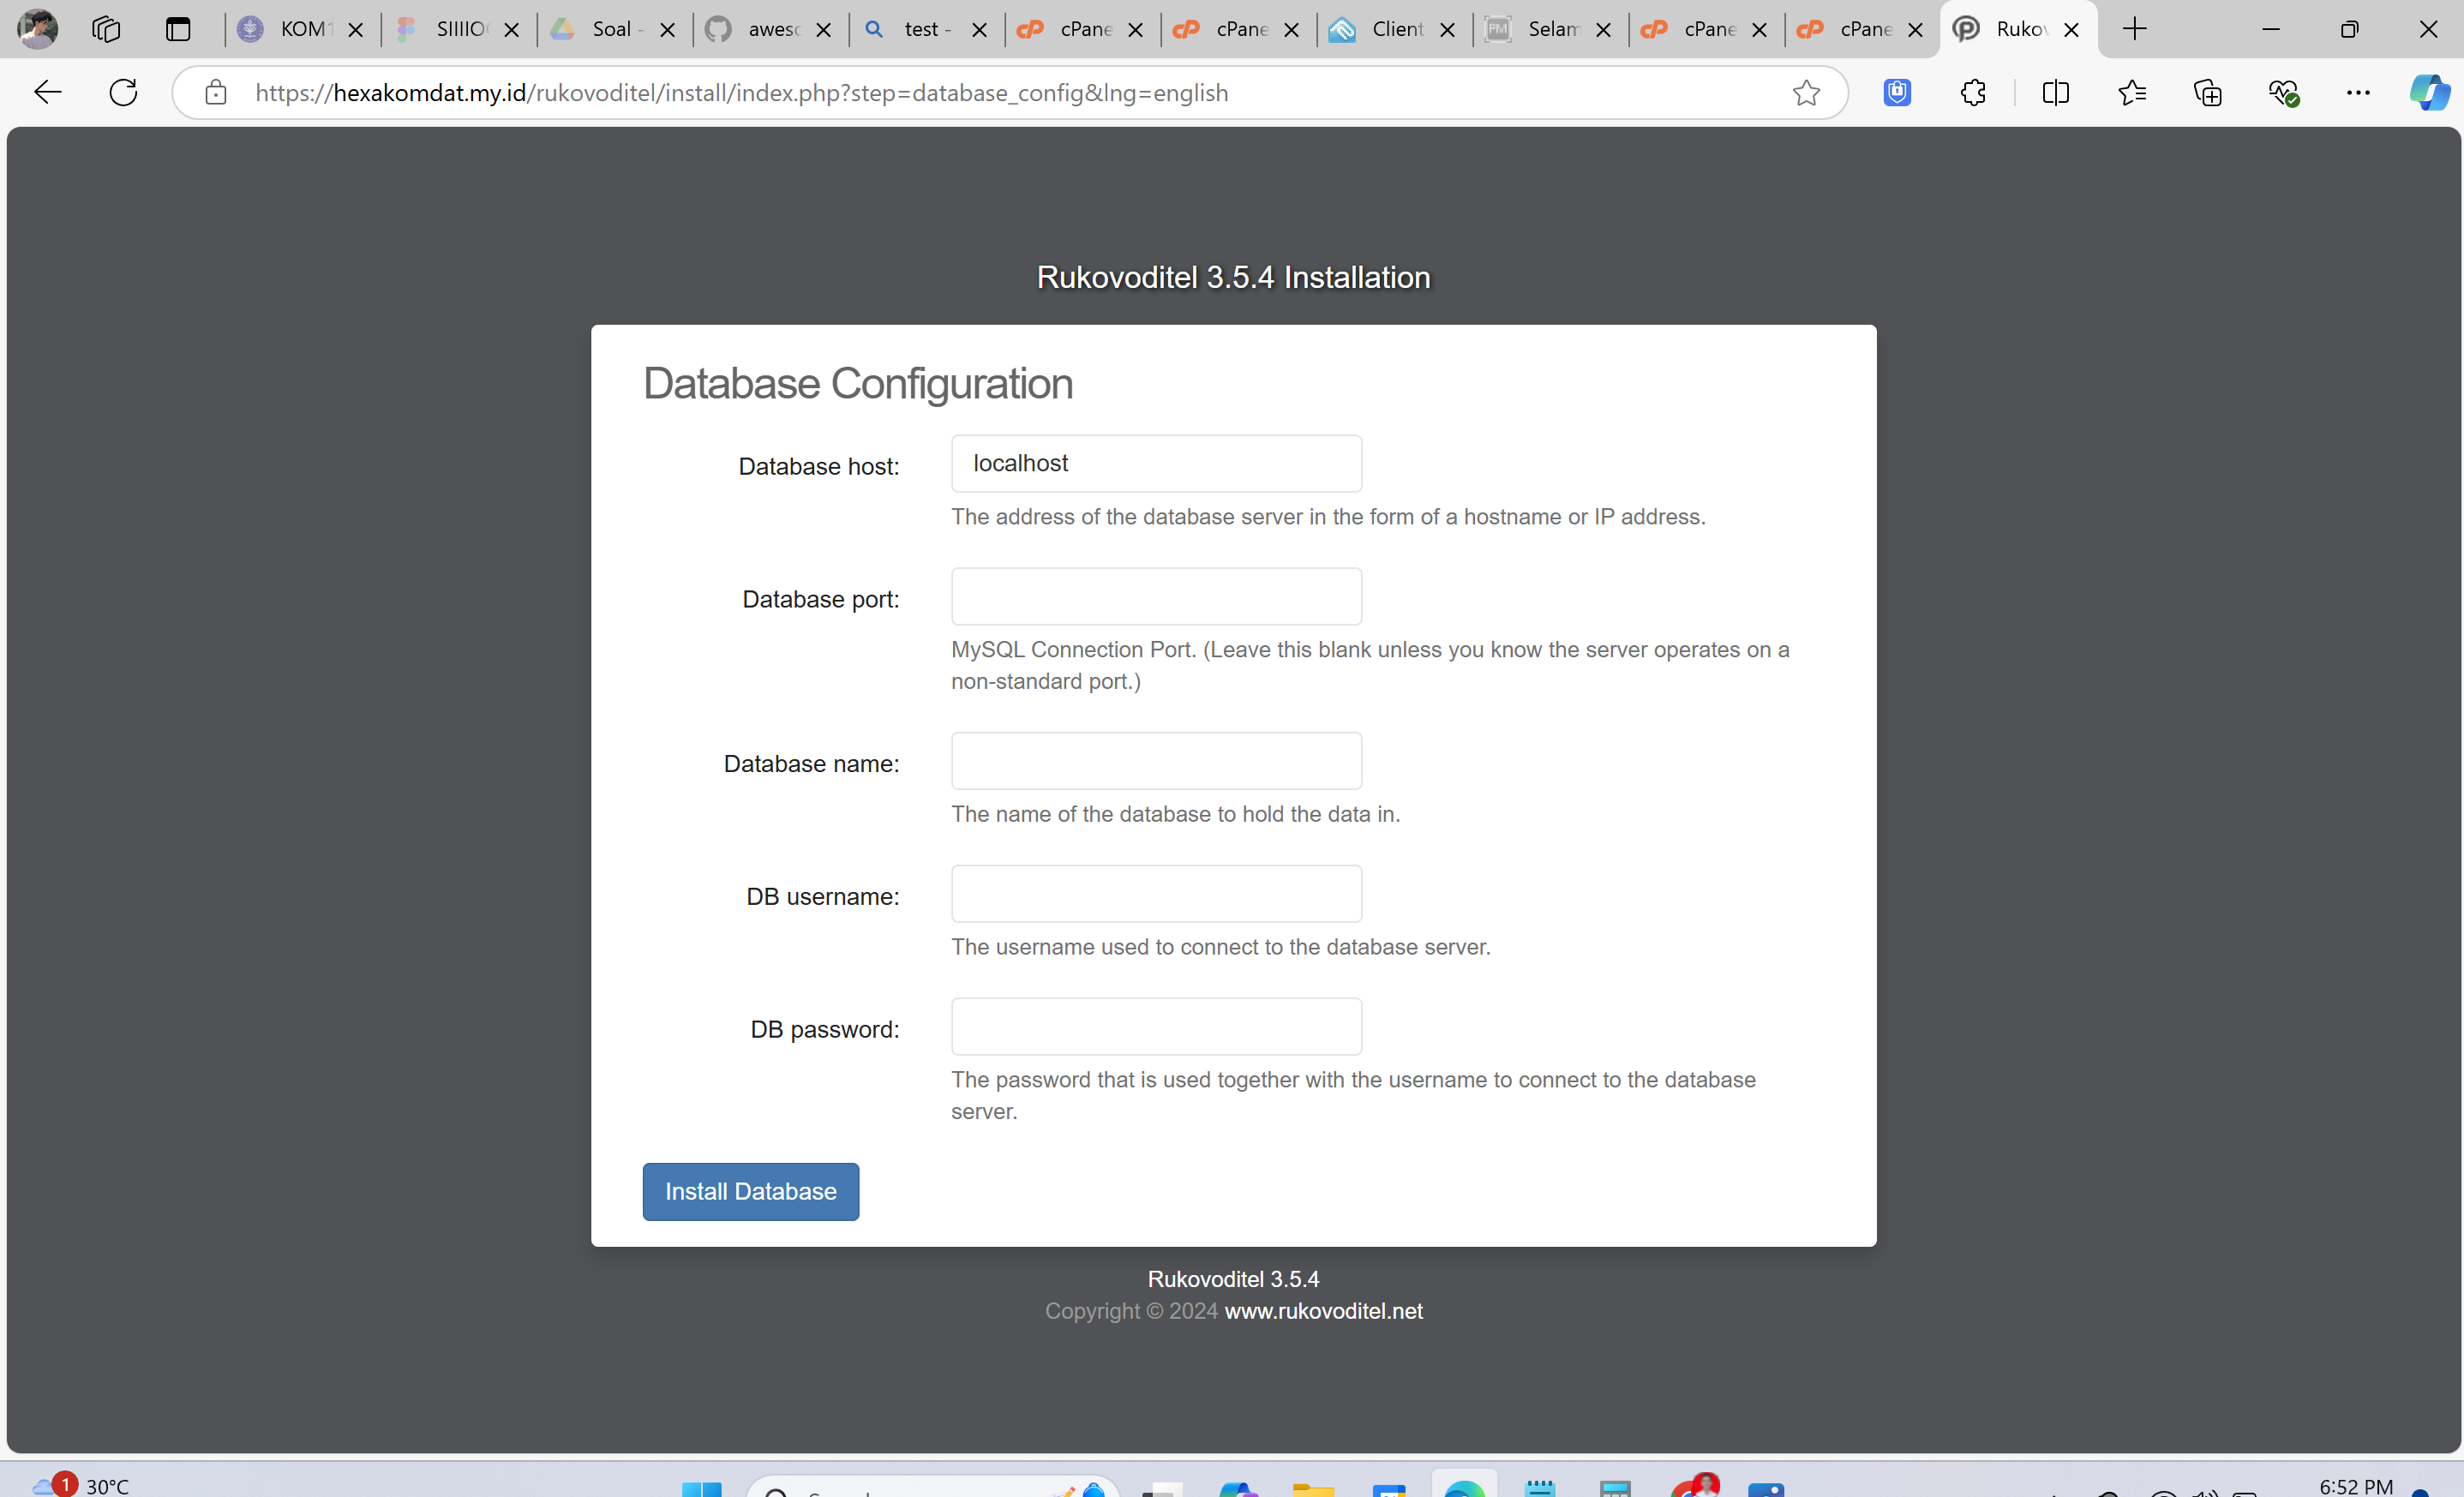 KOM1
SIIIIO
Soal -
awes
test -
cPane
cPane
Client
Selam
cPane
cPane
Rukov
https://hexakomdat.my.id/rukovoditel/install/index.php?step=database_config&lng=english
Rukovoditel 3.5.4 Installation
Database Configuration
Database host:
localhost
The address of the database server in the form of a hostname or IP address.
Database port:
MySQL Connection Port. (Leave this blank unless you know the server operates on a
non-standard port.)
Database name:
The name of the database to hold the data in.
DB username:
The username used to connect to the database server.
DB password:
The password that is used together with the username to connect to the database
server.
Install Database
Rukovoditel 3.5.4
Copyright © 2024 www.rukovoditel.net
1
30°C
6:52 PM